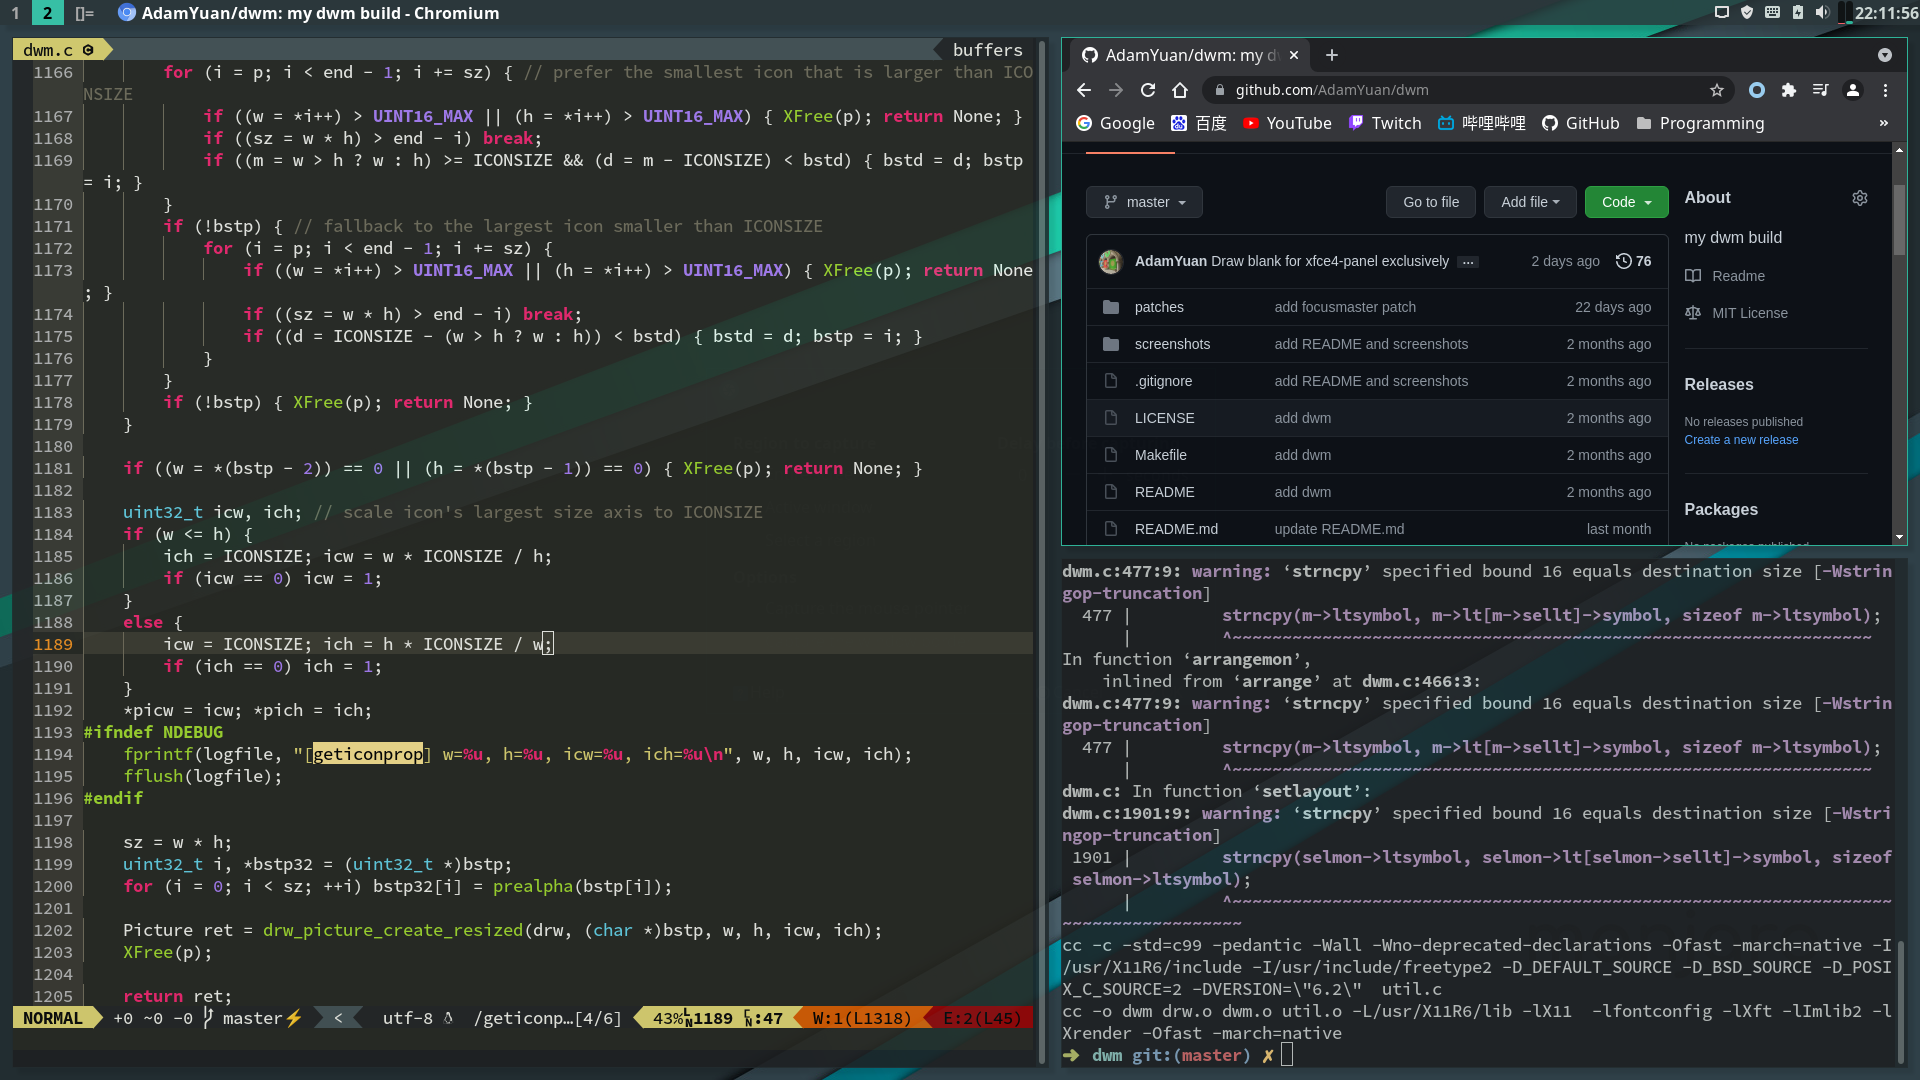 1
2
[]=
AdamYuan/dwm: my dwm build - Chromium
22:11:56
dwm.c
buffers
1166 for (i = p; i < end - 1; i += sz) { // prefer the smallest icon that is larger than ICO
NSIZE
1167 if ((w = *i++) > UINT16_MAX || (h = *i++) > UINT16_MAX) { XFree(p); return None; }
1168 if ((sz = w * h) > end - i) break;
1169 if ((m = w > h ? w : h) >= ICONSIZE && (d = m - ICONSIZE) < bstd) { bstd = d; bstp
= i; }
1170 }
1171 if (!bstp) { // fallback to the largest icon smaller than ICONSIZE
1172 for (i = p; i < end - 1; i += sz) {
1173 if ((w = *i++) > UINT16_MAX || (h = *i++) > UINT16_MAX) { XFree(p); return None
; }
1174 if ((sz = w * h) > end - i) break;
1175 if ((d = ICONSIZE - (w > h ? w : h)) < bstd) { bstd = d; bstp = i; }
1176 }
1177 }
1178 if (!bstp) { XFree(p); return None; }
1179 }
1180
1181 if ((w = *(bstp - 2)) == 0 || (h = *(bstp - 1)) == 0) { XFree(p); return None; }
1182
1183 uint32_t icw, ich; // scale icon's largest size axis to ICONSIZE
1184 if (w <= h) {
1185 ich = ICONSIZE; icw = w * ICONSIZE / h;
1186 if (icw == 0) icw = 1;
1187 }
1188 else {
1189 icw = ICONSIZE; ich = h * ICONSIZE / w;
1190 if (ich == 0) ich = 1;
1191 }
1192 *picw = icw; *pich = ich;
1193 #ifndef NDEBUG
1194 fprintf(logfile, "[geticonprop] w=%u, h=%u, icw=%u, ich=%u\n", w, h, icw, ich);
1195 fflush(logfile);
1196 #endif
1197
1198 sz = w * h;
1199 uint32_t i, *bstp32 = (uint32_t *)bstp;
1200 for (i = 0; i < sz; ++i) bstp32[i] = prealpha(bstp[i]);
1201
1202 Picture ret = drw_picture_create_resized(drw, (char *)bstp, w, h, icw, ich);
1203 XFree(p);
1204
1205 return ret;
NORMAL +0 ~0 -0 master⚡ < utf-8 /geticonp…[4/6] 43% LN 1189 CN :47 W:1(L1318) E:2(L45)
AdamYuan/dwm: my d
github.com/AdamYuan/dwm
Google 百度 YouTube Twitch 哔哩哔哩 GitHub Programming »
master Go to file Add file Code
AdamYuan Draw blank for xfce4-panel exclusively … 2 days ago 76
patches add focusmaster patch 22 days ago
screenshots add README and screenshots 2 months ago
.gitignore add README and screenshots 2 months ago
LICENSE add dwm 2 months ago
Makefile add dwm 2 months ago
README add dwm 2 months ago
README.md update README.md last month
About
my dwm build
Readme
MIT License
Releases
No releases published
Create a new release
Packages
No packages published
dwm.c:477:9: warning: ‘strncpy’ specified bound 16 equals destination size [-Wstrin
gop-truncation]
477 | strncpy(m->ltsymbol, m->lt[m->sellt]->symbol, sizeof m->ltsymbol);
| ^~~~~~~~~~~~~~~~~~~~~~~~~~~~~~~~~~~~~~~~~~~~~~~~~~~~~~~~~~~~~~~~~
In function ‘arrangemon’,
inlined from ‘arrange’ at dwm.c:466:3:
dwm.c:477:9: warning: ‘strncpy’ specified bound 16 equals destination size [-Wstrin
gop-truncation]
477 | strncpy(m->ltsymbol, m->lt[m->sellt]->symbol, sizeof m->ltsymbol);
| ^~~~~~~~~~~~~~~~~~~~~~~~~~~~~~~~~~~~~~~~~~~~~~~~~~~~~~~~~~~~~~~~~
dwm.c: In function ‘setlayout’:
dwm.c:1901:9: warning: ‘strncpy’ specified bound 16 equals destination size [-Wstri
ngop-truncation]
1901 | strncpy(selmon->ltsymbol, selmon->lt[selmon->sellt]->symbol, sizeof
selmon->ltsymbol);
| ^~~~~~~~~~~~~~~~~~~~~~~~~~~~~~~~~~~~~~~~~~~~~~~~~~~~~~~~~~~~~~~~~~~
~~~~~~~~~~~~~~~~~~
cc -c -std=c99 -pedantic -Wall -Wno-deprecated-declarations -Ofast -march=native -I
/usr/X11R6/include -I/usr/include/freetype2 -D_DEFAULT_SOURCE -D_BSD_SOURCE -D_POSI
X_C_SOURCE=2 -DVERSION=\"6.2\" util.c
cc -o dwm drw.o dwm.o util.o -L/usr/X11R6/lib -lX11 -lfontconfig -lXft -lImlib2 -l
Xrender -Ofast -march=native
➜ dwm git:(master) ✗